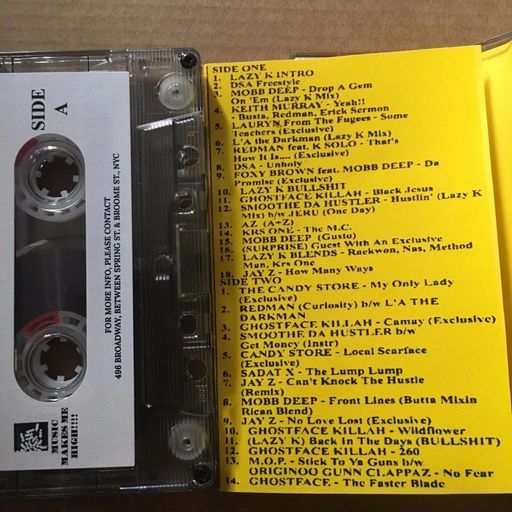 SIDE
A
FOR MORE INFO, PLEASE CONTACT
496 BROADWAY, BETWEEN SPRING ST. & BROOME ST., NYC
MUSIC
MAKES ME
HIGH!!!!
SIDE ONE
1. LAZY K INTRO
2. DSA Freestyle
3. MOBB DEEP - Drop A Gem
On 'Em (Lazy K Mix)
4. KEITH MURRAY - Yeah!!
- Busta, Redman, Erick Sermon
5. LAURYN From The Fugees - Some
Teachers (Exclusive)
6. L'A the Darkman (Lazy K Mix)
7. REDMAN feat. K SOLO - That's
How It Is.... (Exclusive)
8. DSA - Unholy
9. FOXY BROWN feat. MOBB DEEP - Da
Promise (Exclusive)
10. LAZY K BULLSHIT
11. GHOSTFACE KILLAH - Black Jesus
12. SMOOTHE DA HUSTLER - Hustlin' (Lazy K
Mix) b/w JERU (One Day)
13. AZ (A+Z)
14. KRS ONE - The M.C.
15. MOBB DEEP (Gusto)
16. (SURPRISE) Guest With An Exclusive
17. LAZY K BLENDS - Raekwon, Nas, Method
Man, Krs One
18. JAY Z - How Many Ways
SIDE TWO
1. THE CANDY STORE - My Only Lady
(Exclusive)
2. REDMAN (Curiosity) b/w L'A THE
DARKMAN
3. GHOSTFACE KILLAH - Camay (Exclusive)
4. SMOOTHE DA HUSTLER b/w
Get Money (Instr)
5. CANDY STORE - Local Scarface
(Exclusive)
6. SADAT X - The Lump Lump
7. JAY Z - Can't Knock The Hustle
(Remix)
8. MOBB DEEP - Front Lines (Butta Mixin
Rican Blend)
9. JAY Z - No Love Lost (Exclusive)
10. GHOSTFACE KILLAH - Wildflower
11. (LAZY K) Back In The Days (BULLSHIT)
12. GHOSTFACE KILLAH - 260
13. M.O.P. - Stick To Ya Guns b/w
ORIGINOO GUNN CLAPPAZ - No Fear
14. GHOSTFACE - The Faster Blade